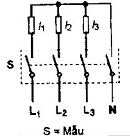 I₁ I₂ I₃
S
L₁ L₂ L₃ N
S = Mẫu